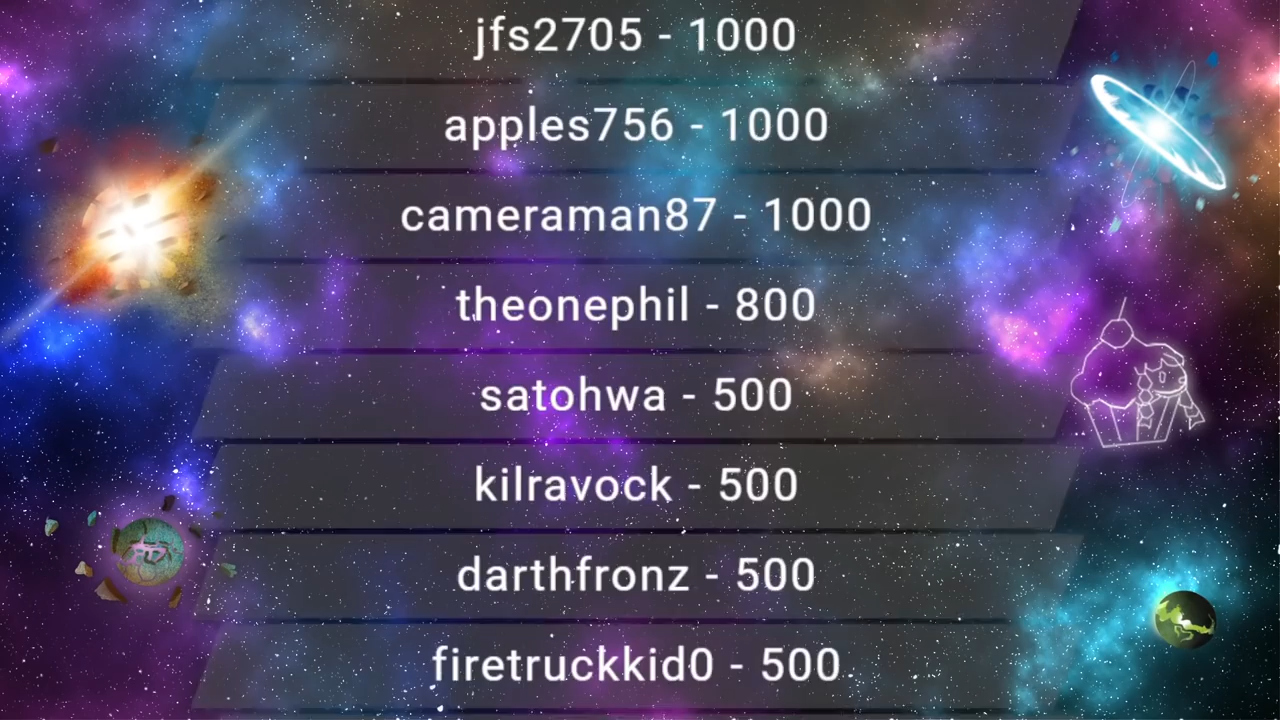 jfs2705 - 1000
apples756 - 1000
cameraman87 - 1000
theonephil - 800
satohwa - 500
kilravock - 500
darthfronz - 500
firetruckkid0 - 500